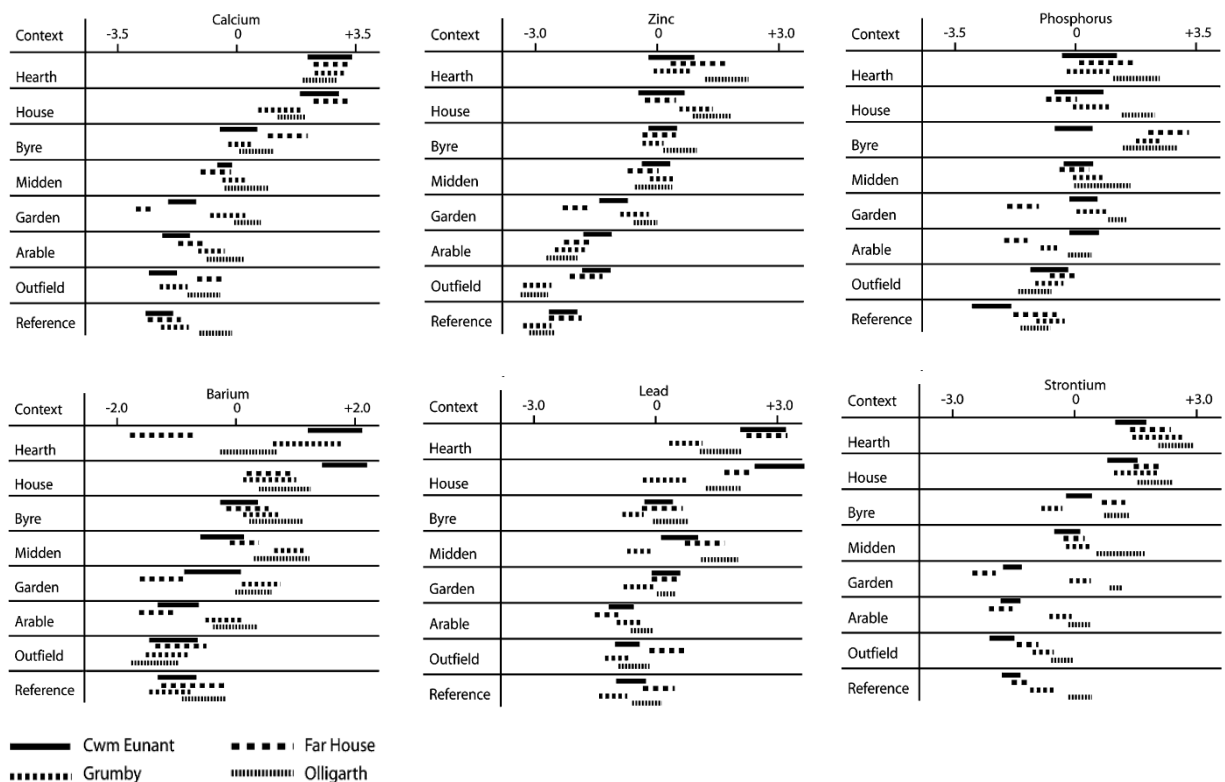 Calcium
Context -3.5 0 +3.5
Hearth
House
Byre
Midden
Garden
Arable
Outfield
Reference
Zinc
Context -3.0 0 +3.0
Hearth
House
Byre
Midden
Garden
Arable
Outfield
Reference
Phosphorus
Context -3.5 0 +3.5
Hearth
House
Byre
Midden
Garden
Arable
Outfield
Reference
Barium
Context -2.0 0 +2.0
Hearth
House
Byre
Midden
Garden
Arable
Outfield
Reference
Lead
Context -3.0 0 +3.0
Hearth
House
Byre
Midden
Garden
Arable
Outfield
Reference
Strontium
Context -3.0 0 +3.0
Hearth
House
Byre
Midden
Garden
Arable
Outfield
Reference
Cwm Eunant Far House
Grumby Olligarth